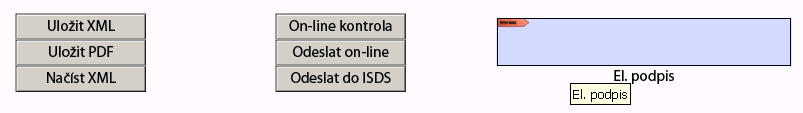 Uložit XML
Uložit PDF
Načíst XML
On-line kontrola
Odeslat on-line
Odeslat do ISDS
El. podpis
El. podpis